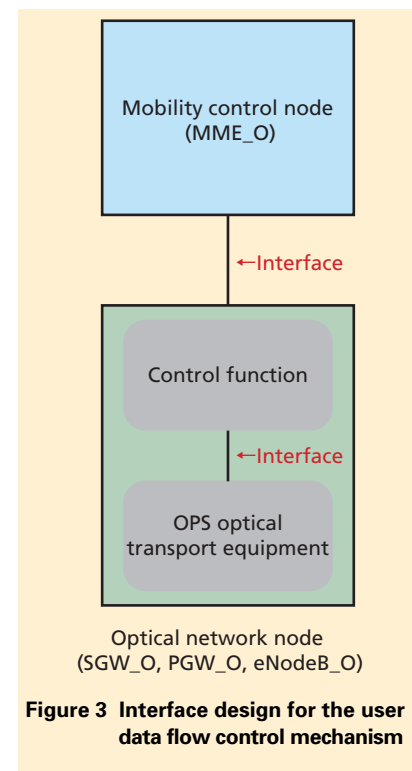 Mobility control node
(MME_O)
←Interface
Control function
←Interface
OPS optical
transport equipment
Optical network node
(SGW_O, PGW_O, eNodeB_O)
Figure 3 Interface design for the user
data flow control mechanism